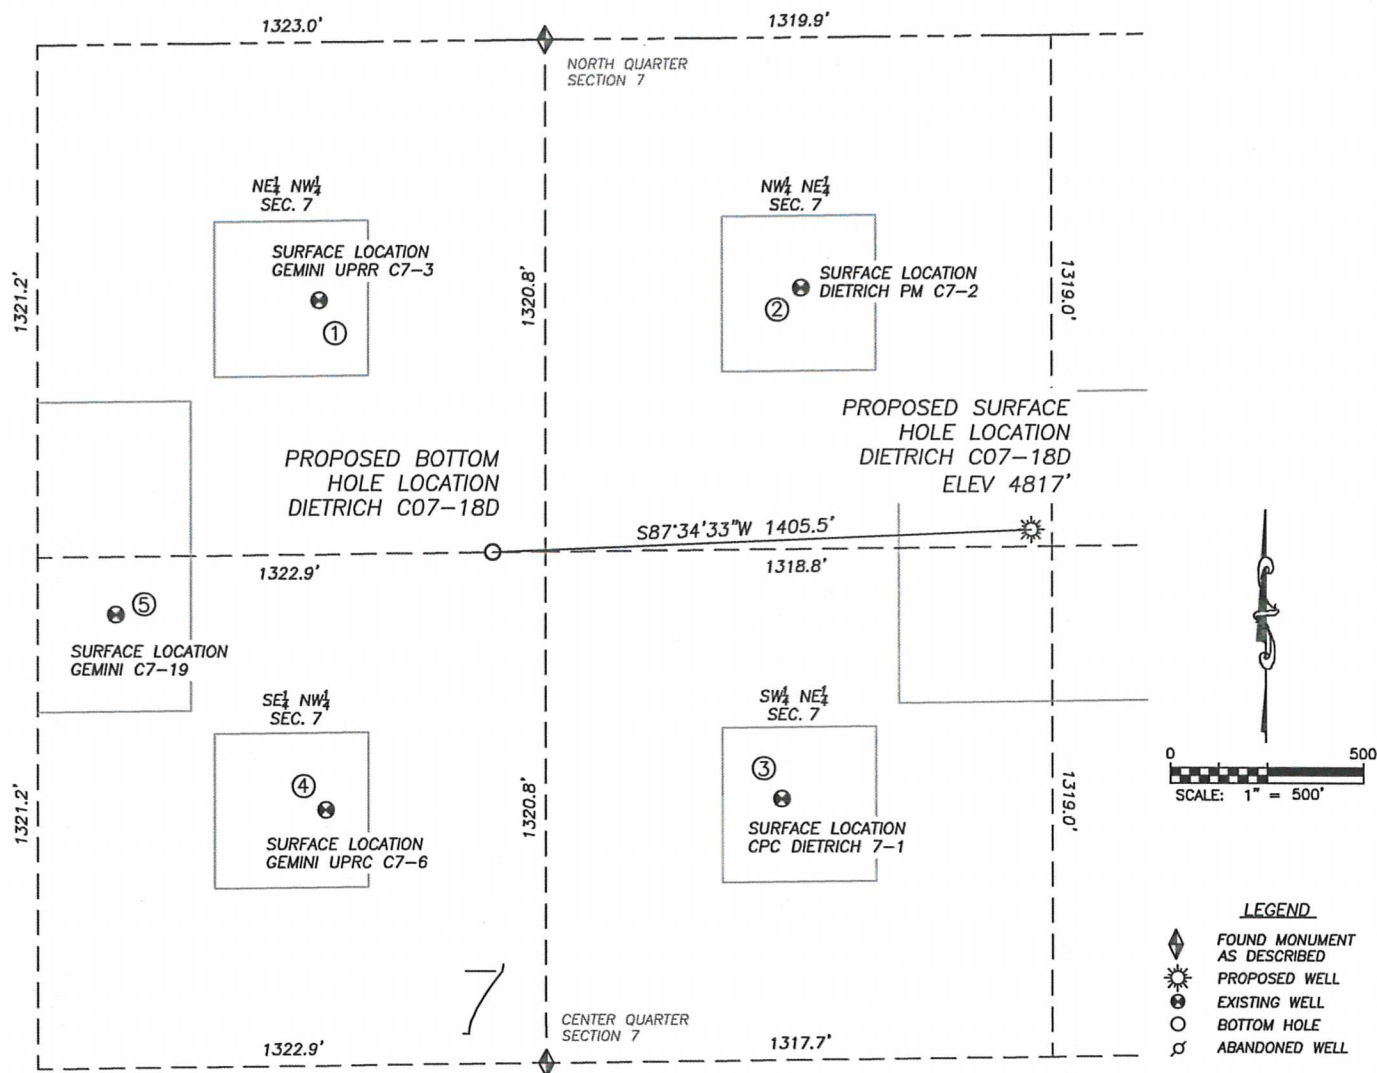 1323.0'
1319.9'
NORTH QUARTER
SECTION 7
NE¼ NW¼
SEC. 7
NW¼ NE¼
SEC. 7
SURFACE LOCATION
GEMINI UPRR C7-3
1
SURFACE LOCATION
DIETRICH PM C7-2
2
1321.2'
1320.8'
1319.0'
PROPOSED BOTTOM
HOLE LOCATION
DIETRICH C07-18D
PROPOSED SURFACE
HOLE LOCATION
DIETRICH C07-18D
ELEV 4817'
S87°34'33"W 1405.5'
1322.9'
1318.8'
5
SURFACE LOCATION
GEMINI C7-19
SE¼ NW¼
SEC. 7
SW¼ NE¼
SEC. 7
4
SURFACE LOCATION
GEMINI UPRC C7-6
3
SURFACE LOCATION
CPC DIETRICH 7-1
1321.2'
1320.8'
1319.0'
0 500
SCALE: 1" = 500'
7
CENTER QUARTER
SECTION 7
1322.9'
1317.7'
LEGEND
FOUND MONUMENT
AS DESCRIBED
PROPOSED WELL
EXISTING WELL
BOTTOM HOLE
ABANDONED WELL